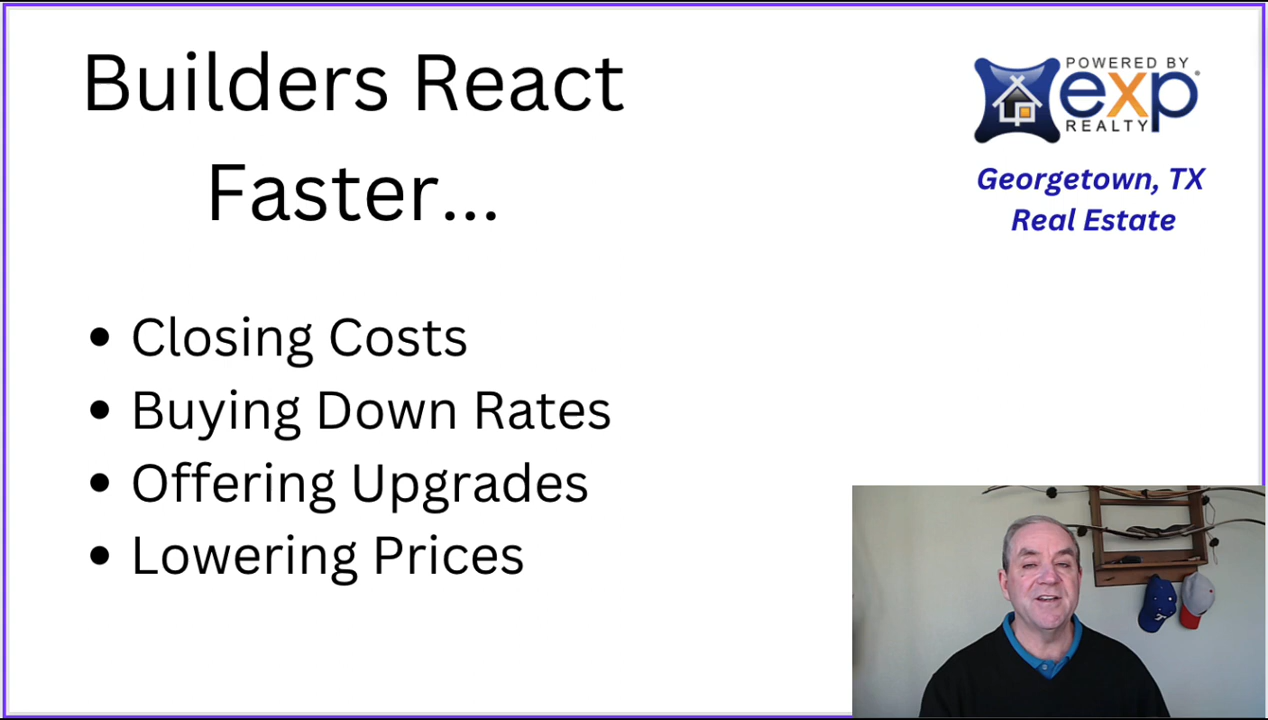 Builders React
Faster...
POWERED BY
exp
REALTY
Georgetown, TX
Real Estate
• Closing Costs
• Buying Down Rates
• Offering Upgrades
• Lowering Prices